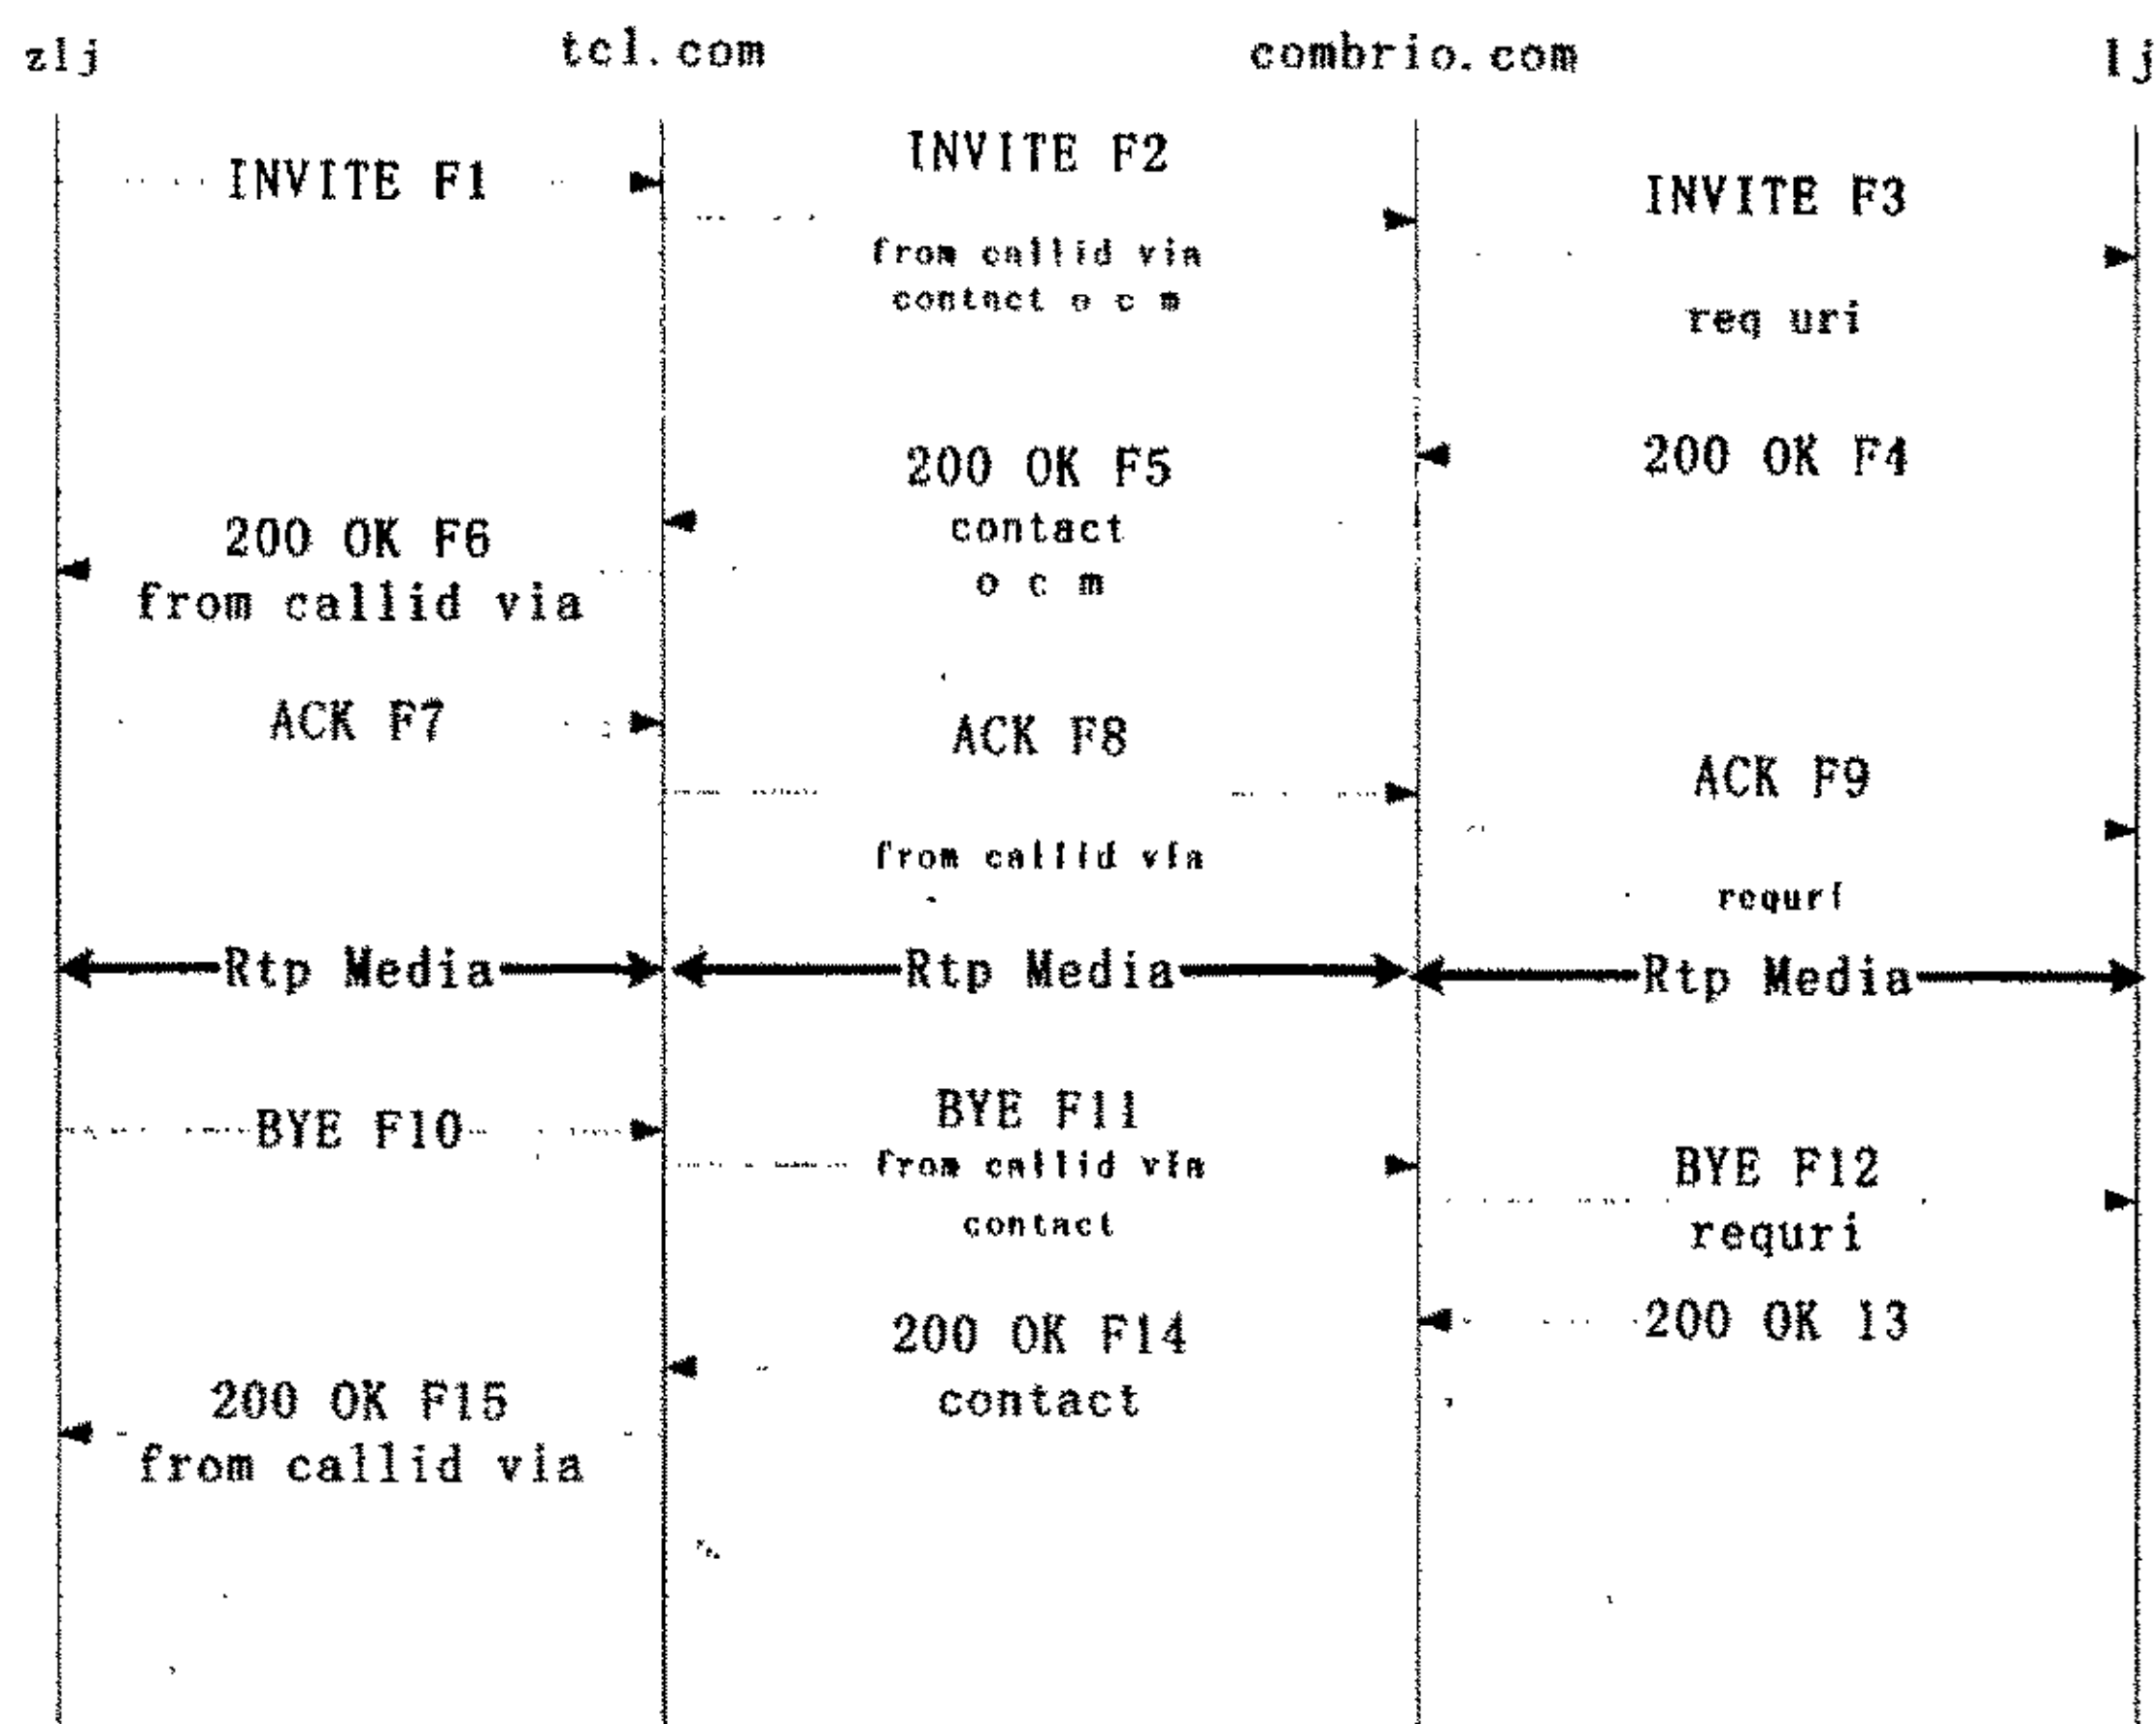 zlj tcl.com combrio.com lj
INVITE F1
INVITE F2
from callid via
contact o c m
INVITE F3
req uri
200 OK F4
200 OK F5
contact
o c m
200 OK F6
from callid via
ACK F7
ACK F8
from callid via
ACK F9
requri
Rtp Media Rtp Media Rtp Media
BYE F10
BYE F11
from callid via
contact
BYE F12
requri
200 OK 13
200 OK F14
contact
200 OK F15
from callid via